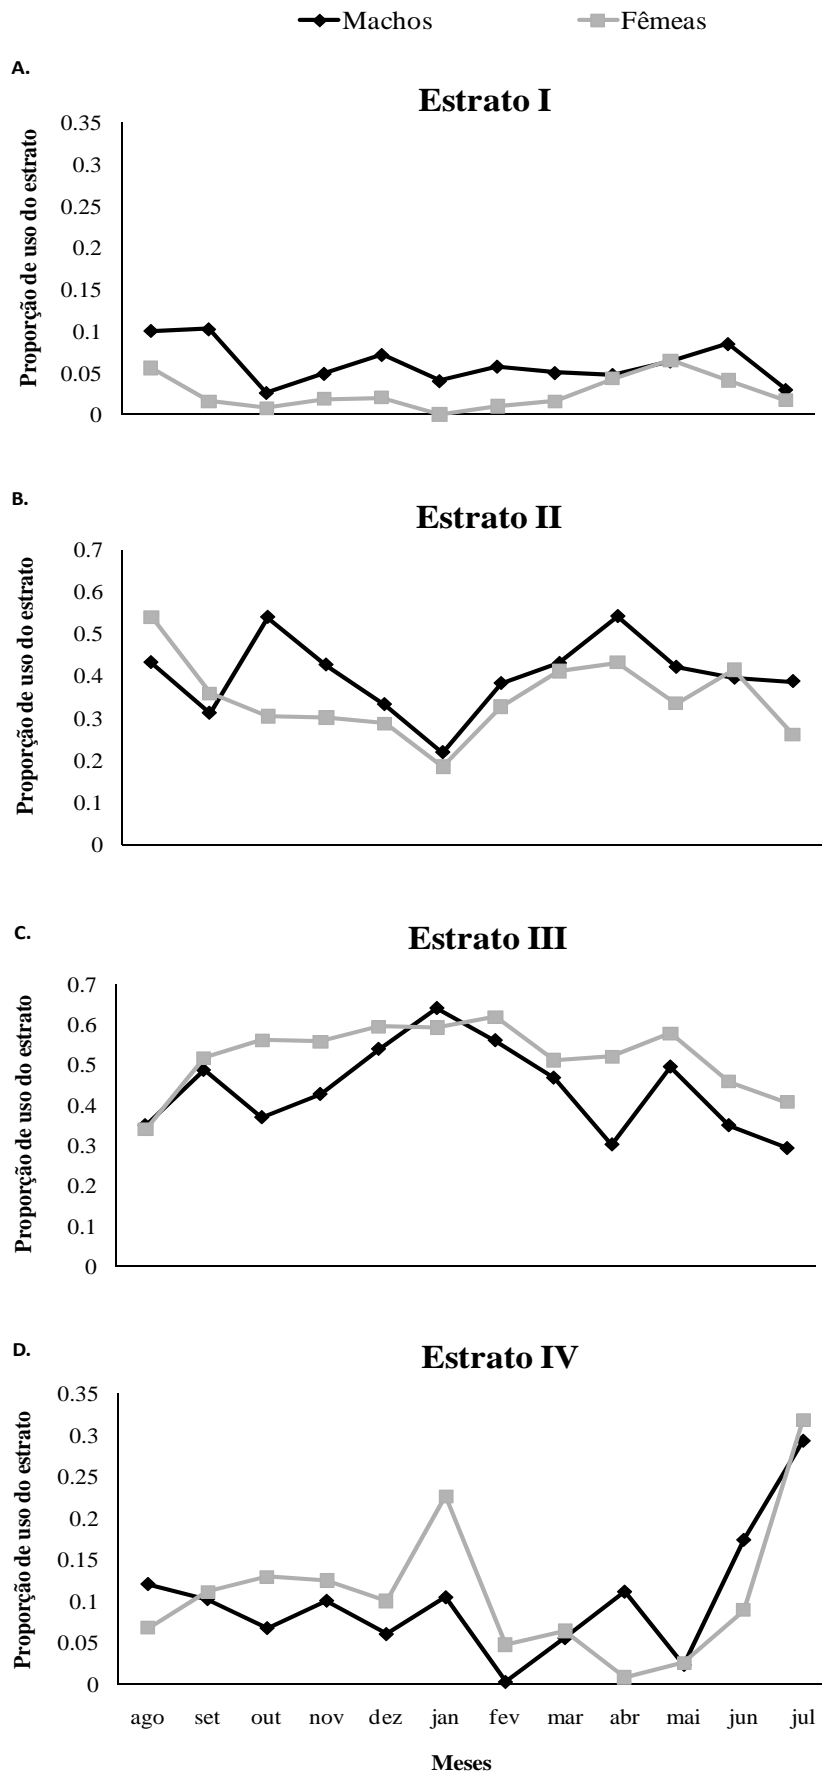 Machos Fêmeas
A.
Estrato I
Proporção de uso do estrato
0.35
0.3
0.25
0.2
0.15
0.1
0.05
0
B.
Estrato II
Proporção de uso do estrato
0.7
0.6
0.5
0.4
0.3
0.2
0.1
0
C.
Estrato III
Proporção de uso do estrato
0.7
0.6
0.5
0.4
0.3
0.2
0.1
0
D.
Estrato IV
Proporção de uso do estrato
0.35
0.3
0.25
0.2
0.15
0.1
0.05
0
ago set out nov dez jan fev mar abr mai jun jul
Meses